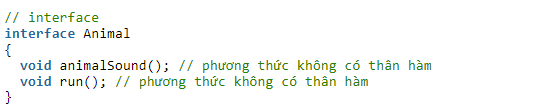 // interface
interface Animal
{
  void animalSound(); // phương thức không có thân hàm
  void run(); // phương thức không có thân hàm
}